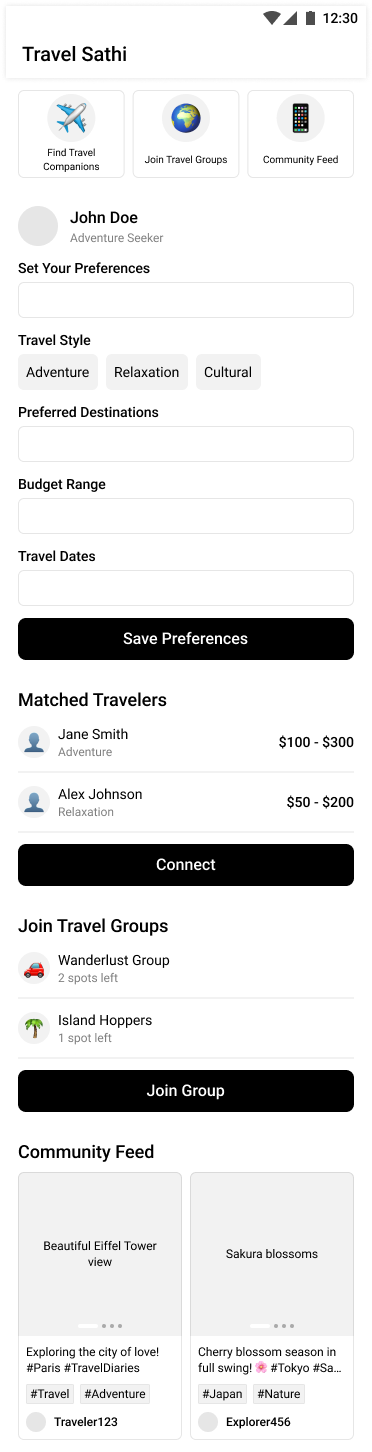 12:30
Travel Sathi
Find Travel
Companions
Join Travel Groups
Community Feed
John Doe
Adventure Seeker
Set Your Preferences
Travel Style
Adventure
Relaxation
Cultural
Preferred Destinations
Budget Range
Travel Dates
Save Preferences
Matched Travelers
Jane Smith
Adventure
$100 - $300
Alex Johnson
Relaxation
$50 - $200
Connect
Join Travel Groups
Wanderlust Group
2 spots left
Island Hoppers
1 spot left
Join Group
Community Feed
Beautiful Eiffel Tower
view
Exploring the city of love!
#Paris #TravelDiaries
#Travel
#Adventure
Traveler123
Sakura blossoms
Cherry blossom season in
full swing! 🌸 #Tokyo #Sa...
#Japan
#Nature
Explorer456